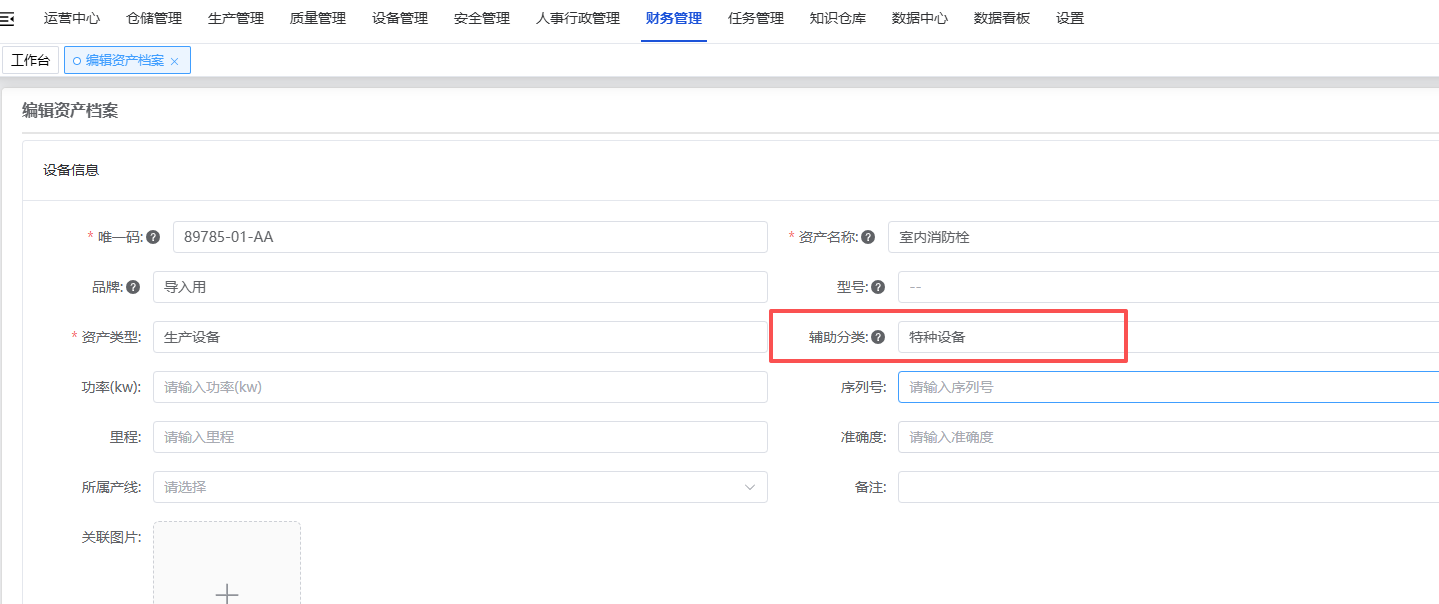 运营中心 仓储管理 生产管理 质量管理 设备管理 安全管理 人事行政管理 财务管理 任务管理 知识仓库 数据中心 数据看板 设置
工作台 编辑资产档案 ×
编辑资产档案
设备信息
* 唯一码: ? 89785-01-AA * 资产名称: ? 室内消防栓
品牌: ? 导入用 型号: ? --
* 资产类型: 生产设备 辅助分类: ? 特种设备
功率(kw): 请输入功率(kw) 序列号: 请输入序列号
里程: 请输入里程 准确度: 请输入准确度
所属产线: 请选择 备注:
关联图片: